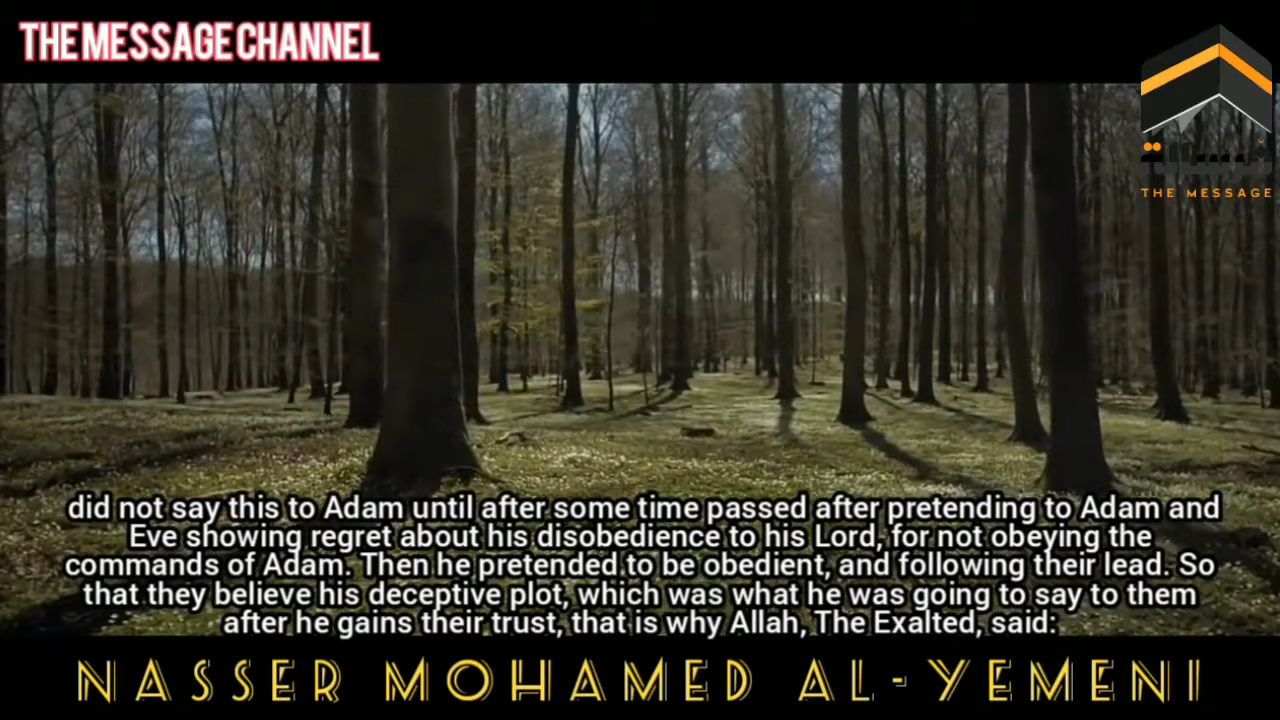 THE MESSAGE CHANNEL
THE MESSAGE
did not say this to Adam until after some time passed after pretending to Adam and
Eve showing regret about his disobedience to his Lord, for not obeying the
commands of Adam. Then he pretended to be obedient, and following their lead. So
that they believe his deceptive plot, which was what he was going to say to them
after he gains their trust, that is why Allah, The Exalted, said:
NASSER MOHAMED AL-YEMENI